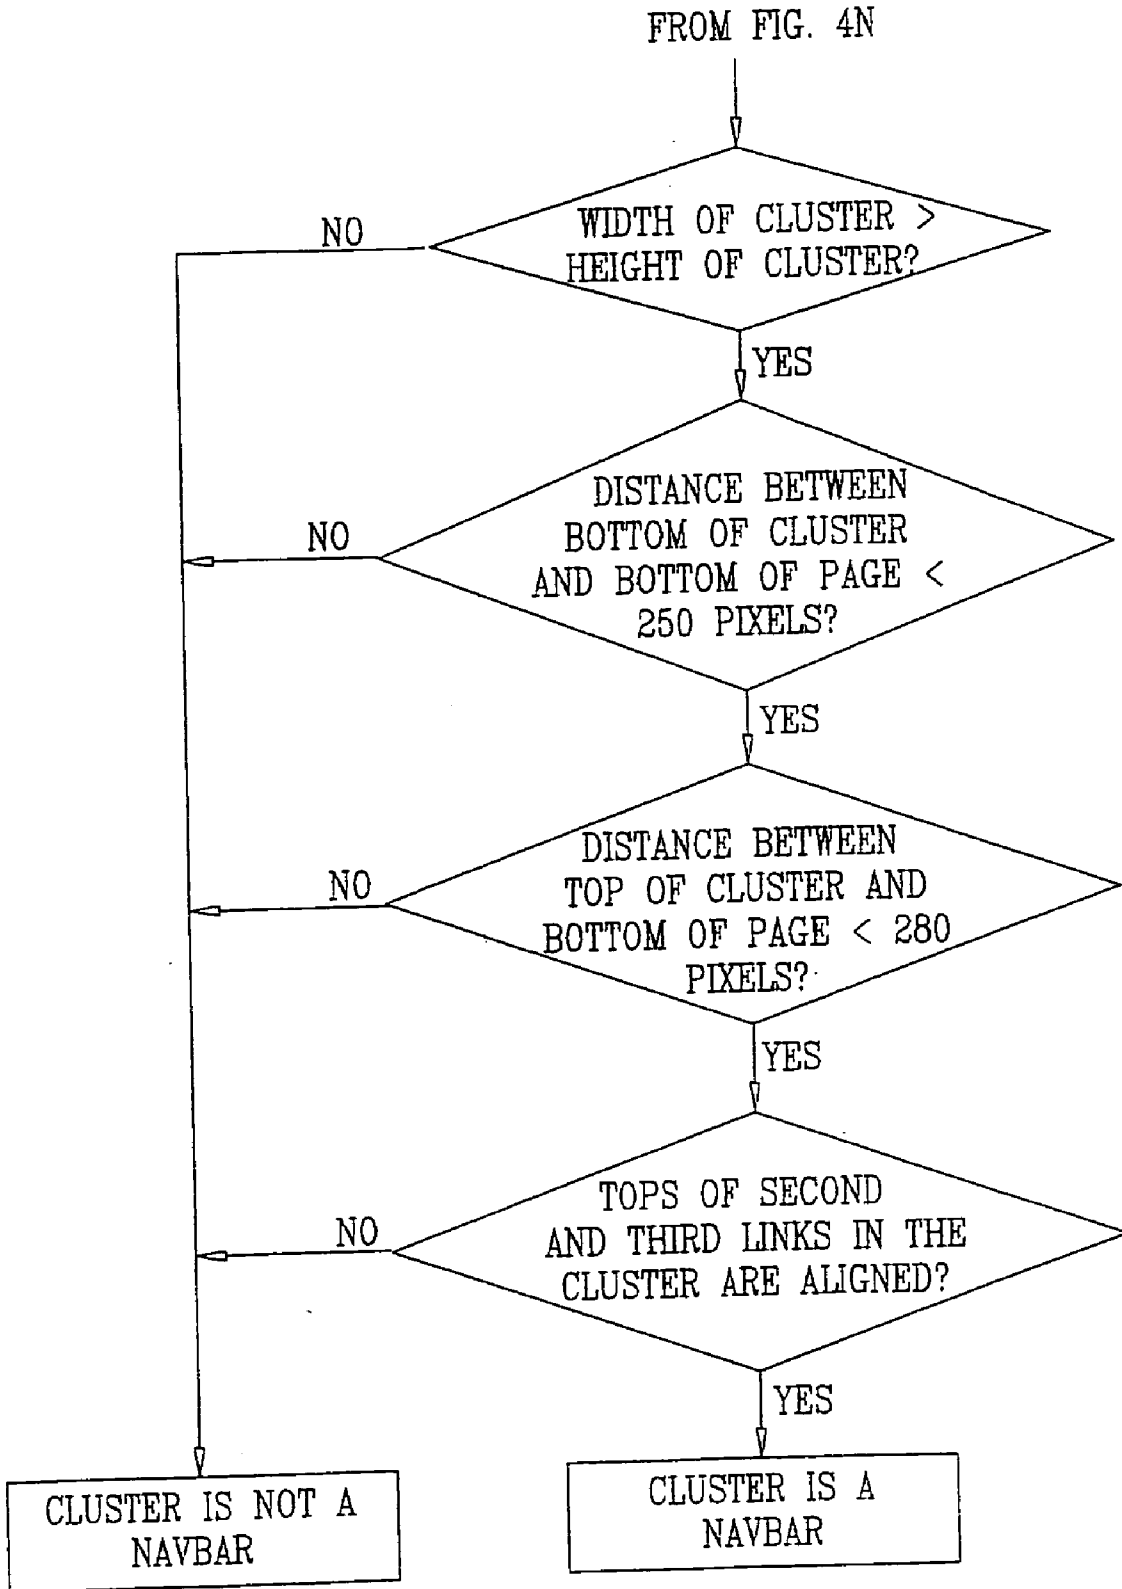 FROM FIG. 4N
WIDTH OF CLUSTER >
HEIGHT OF CLUSTER?
NO
YES
DISTANCE BETWEEN
BOTTOM OF CLUSTER
AND BOTTOM OF PAGE <
250 PIXELS?
NO
YES
DISTANCE BETWEEN
TOP OF CLUSTER AND
BOTTOM OF PAGE < 280
PIXELS?
NO
YES
TOPS OF SECOND
AND THIRD LINKS IN THE
CLUSTER ARE ALIGNED?
NO
YES
CLUSTER IS NOT A
NAVBAR
CLUSTER IS A
NAVBAR